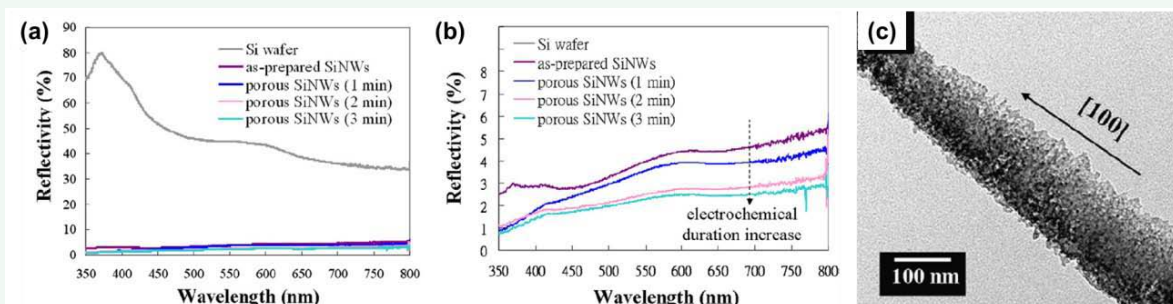 (a)
90
80
70
60
50
40
30
20
10
0
Reflectivity (%)
Si wafer
as-prepared SiNWs
porous SiNWs (1 min)
porous SiNWs (2 min)
porous SiNWs (3 min)
350 400 450 500 550 600 650 700 750 800
Wavelength (nm)
(b)
8
7
6
5
4
3
2
1
0
Reflectivity (%)
Si wafer
as-prepared SiNWs
porous SiNWs (1 min)
porous SiNWs (2 min)
porous SiNWs (3 min)
electrochemical
duration increase
350 400 450 500 550 600 650 700 750 800
Wavelength (nm)
(c)
[100]
100 nm